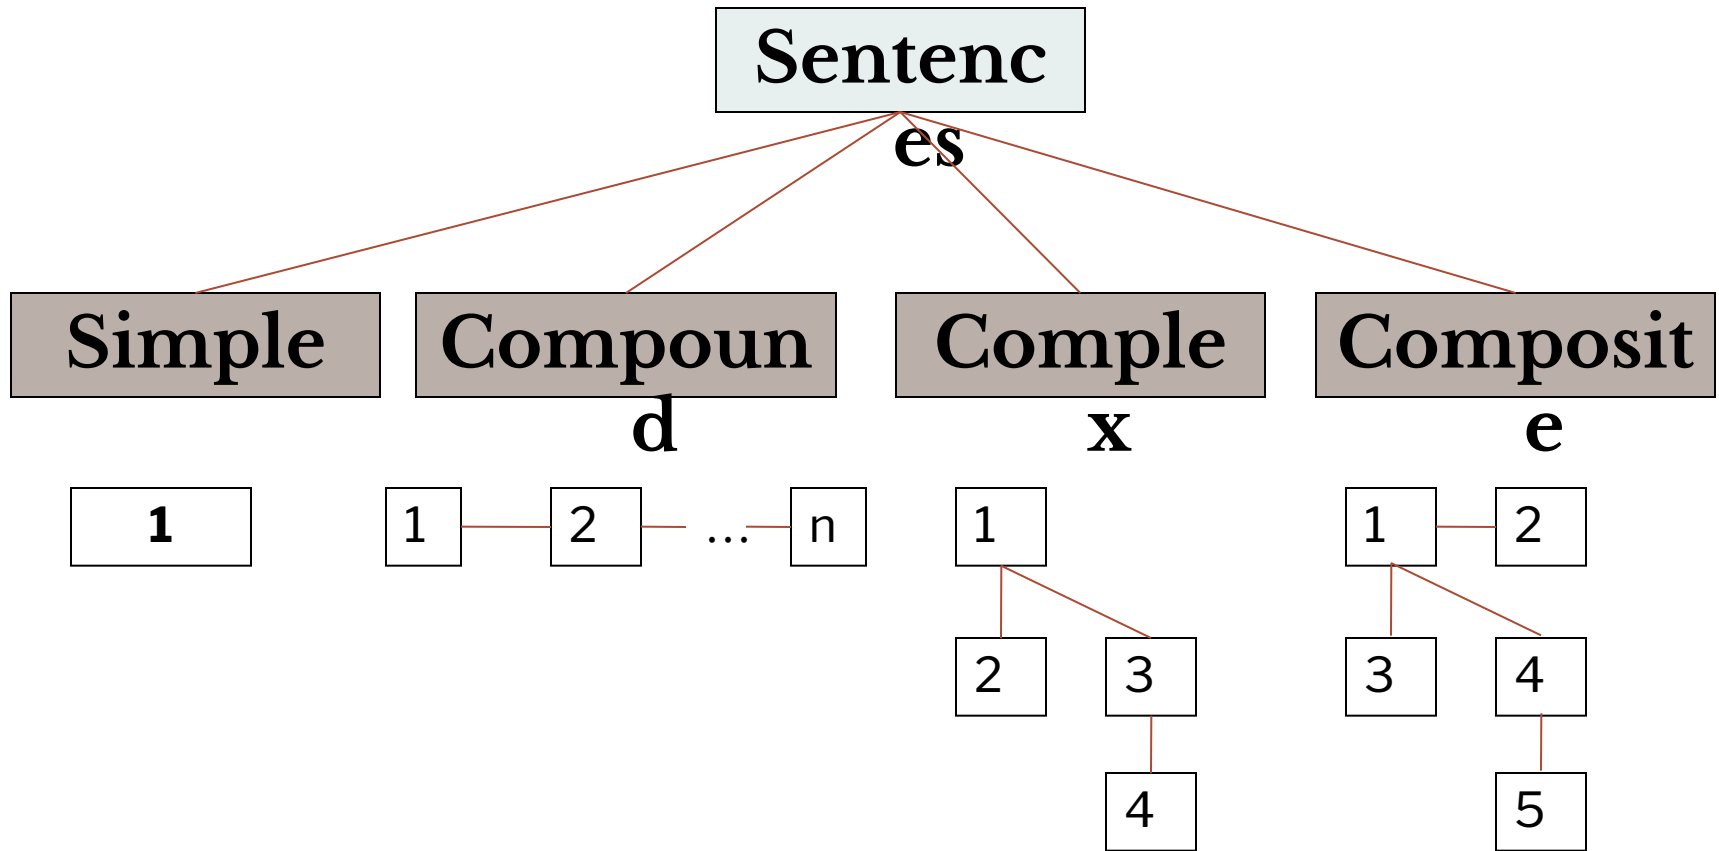 Sentenc
es
Simple
Compoun
d
Comple
x
Composit
e
1
1 2 ... n
1
2 3
4
1 2
3 4
5